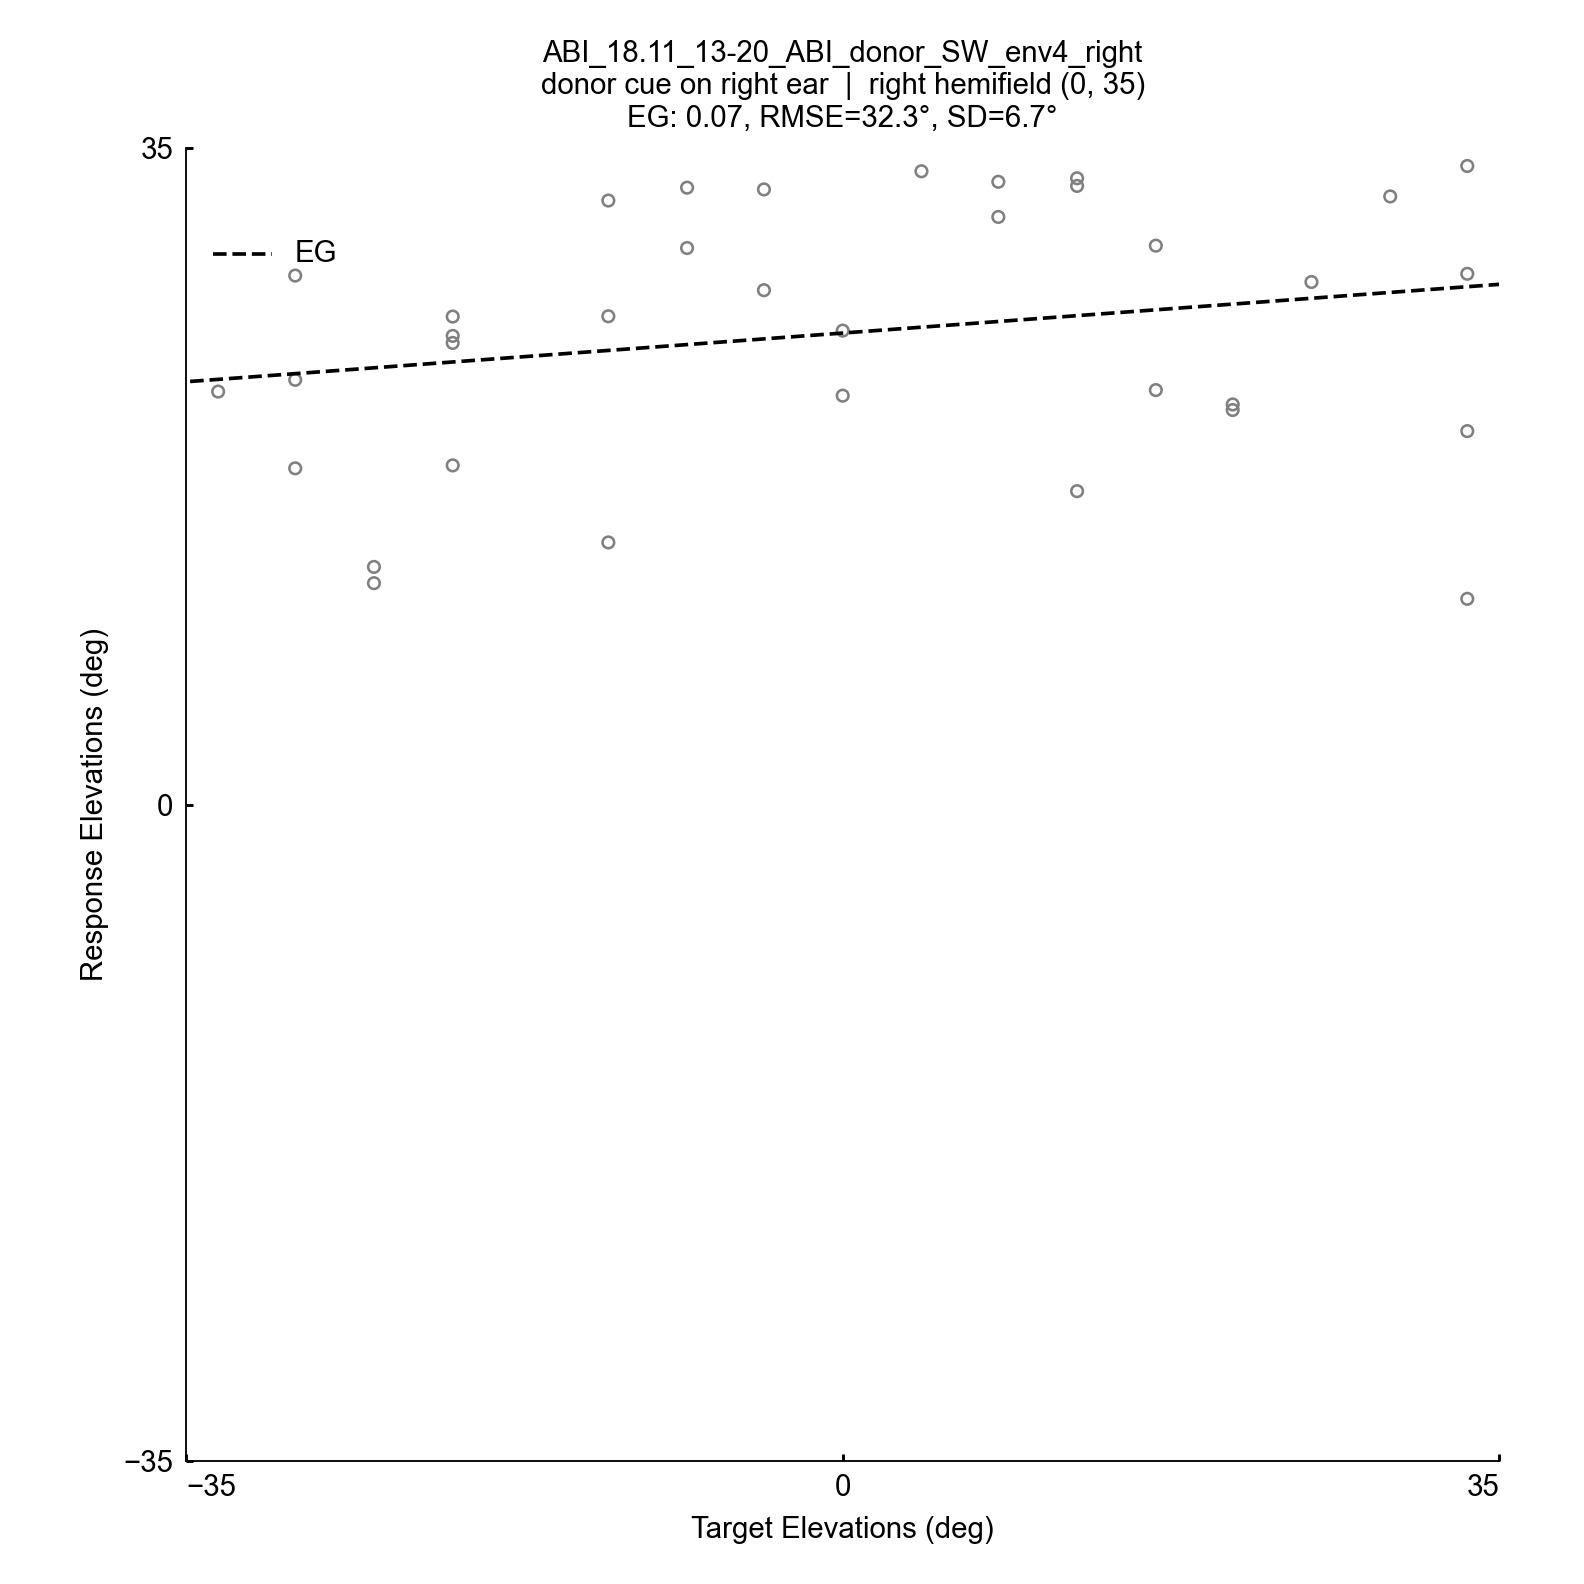 ABI_18.11_13-20_ABI_donor_SW_env4_right
donor cue on right ear | right hemifield (0, 35)
EG: 0.07, RMSE=32.3°, SD=6.7°
35
EG
0
−35
Response Elevations (deg)
−35
0
35
Target Elevations (deg)